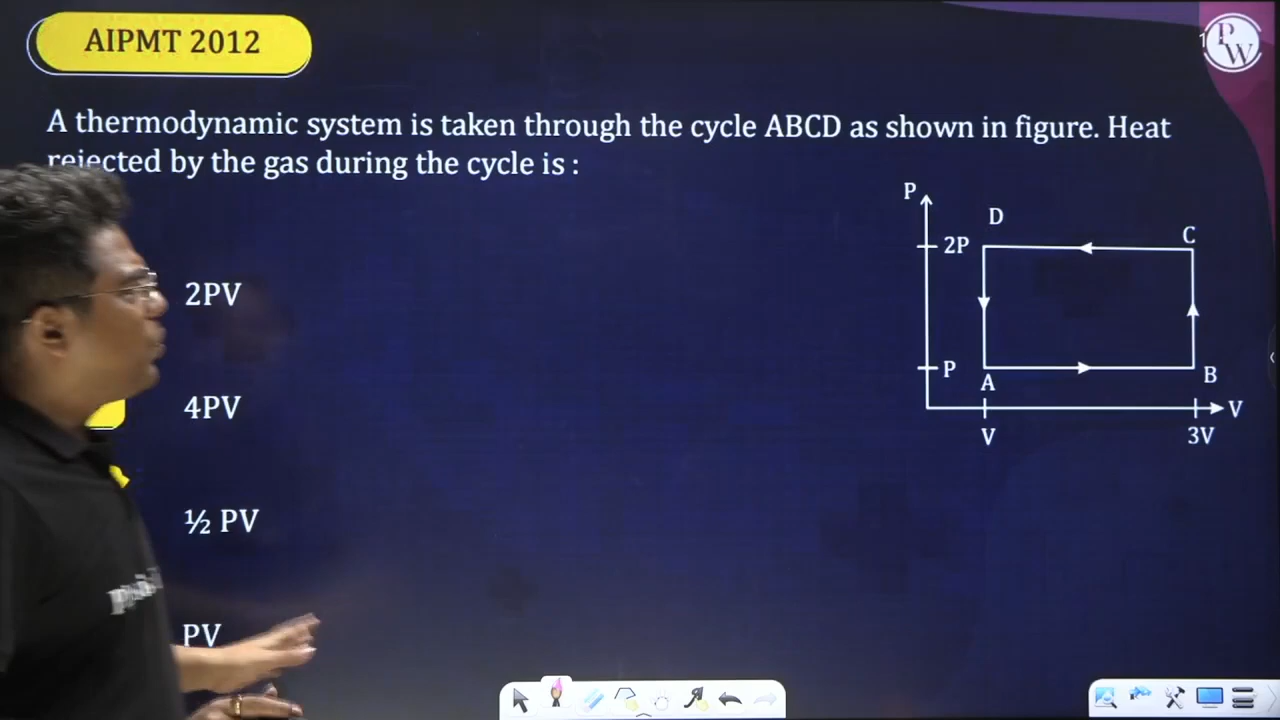 AIPMT 2012
PW
A thermodynamic system is taken through the cycle ABCD as shown in figure. Heat
rejected by the gas during the cycle is :
P
D
C
2P
2PV
P
A
B
V
4PV
V
3V
½ PV
PV